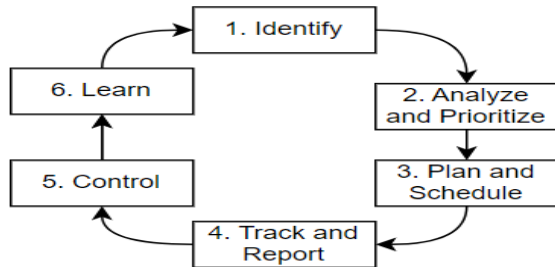 1. Identify
2. Analyze
and Prioritize
3. Plan and
Schedule
4. Track and
Report
5. Control
6. Learn